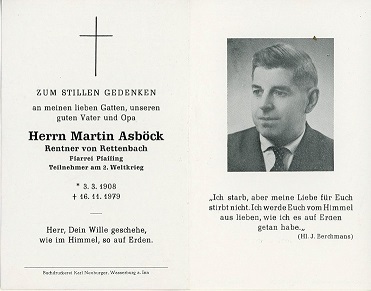 ZUM STILLEN GEDENKEN
an meinen lieben Gatten, unseren
guten Vater und Opa
Herrn Martin Asböck
Rentner von Rettenbach
Pfarrei Pfaffing
Teilnehmer am 2. Weltkrieg
* 3. 3. 1908
† 16. 11. 1979
Herr, Dein Wille geschehe,
wie im Himmel, so auf Erden.
Buchdruckerei Karl Neuburger, Wasserburg a. Inn
„Ich starb, aber meine Liebe für Euch
stirbt nicht. Ich werde Euch vom Himmel
aus lieben, wie ich es auf Erden
getan habe.„
(Hl. J. Berchmans)